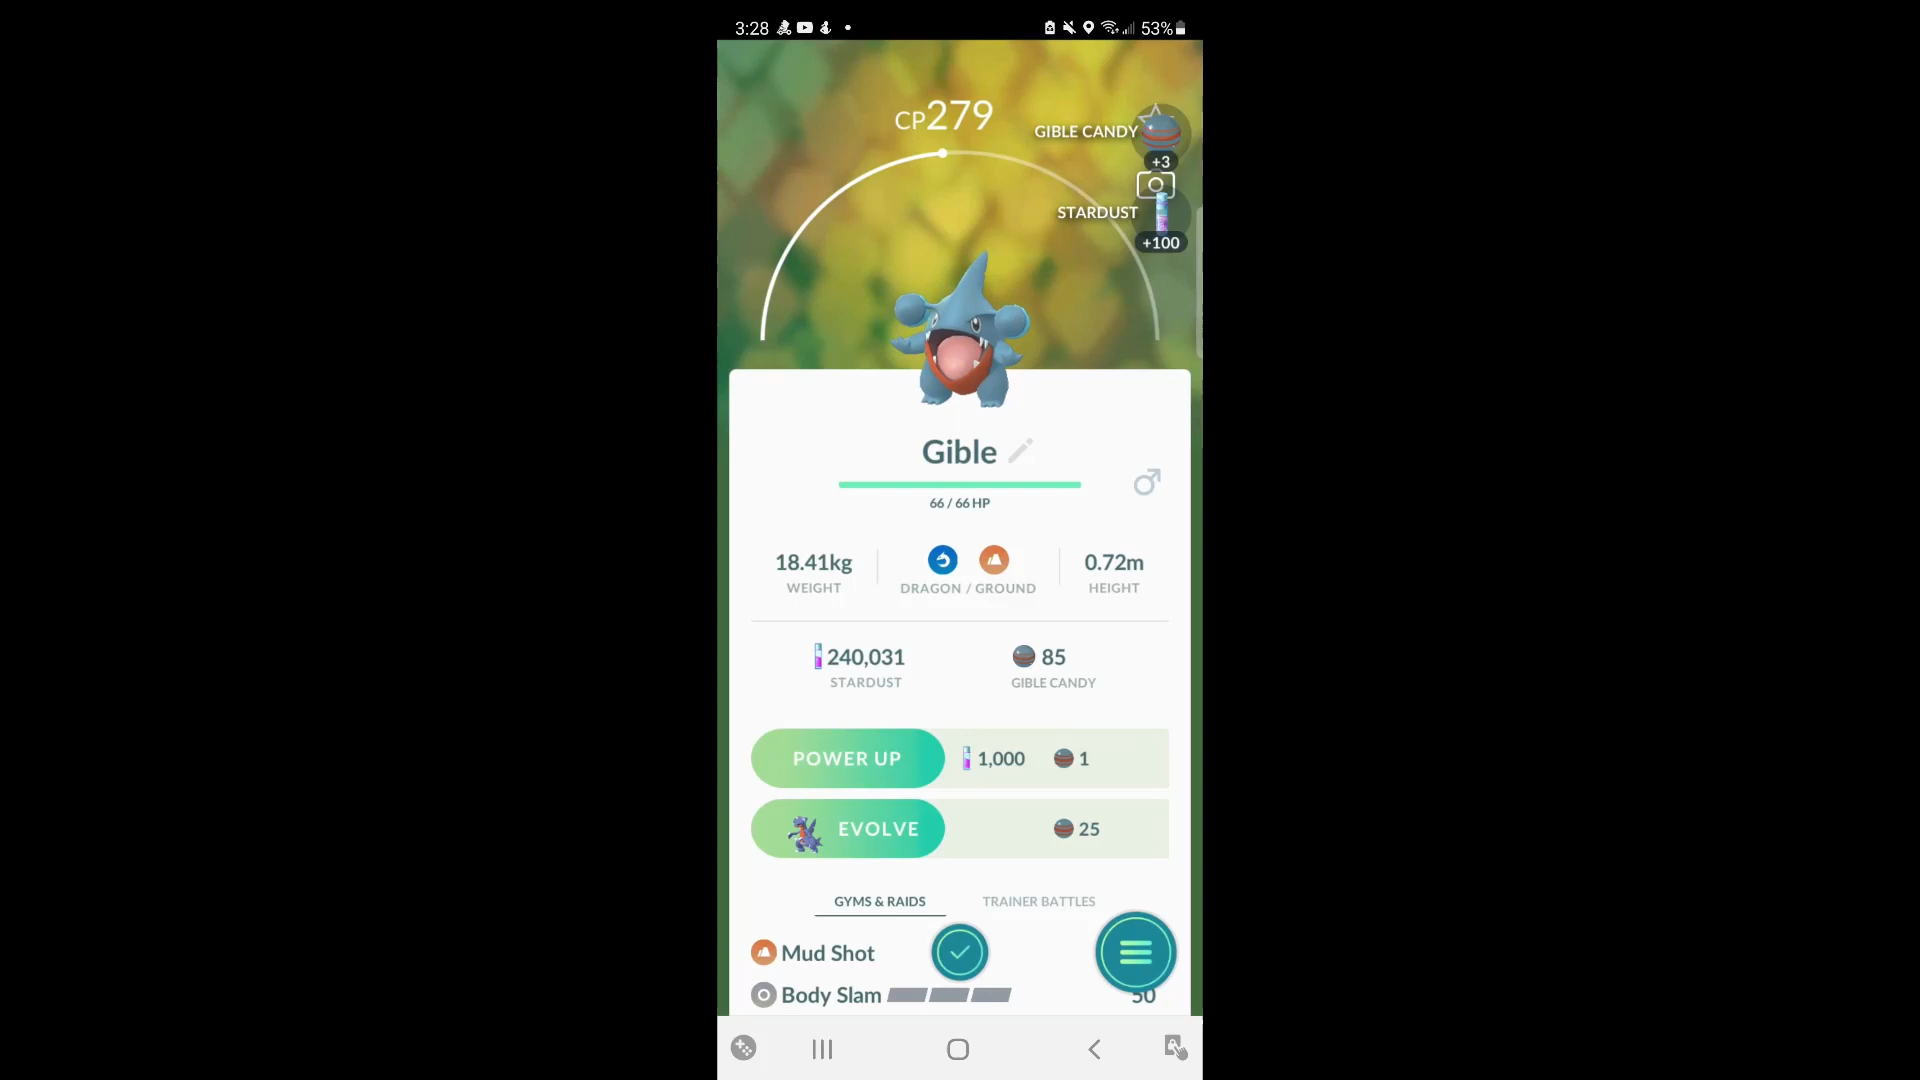 3:28 53%
CP279
GIBLE CANDY
+3
STARDUST
+100
Gible
66 / 66 HP
18.41kg
WEIGHT
DRAGON / GROUND
0.72m
HEIGHT
240,031
STARDUST
85
GIBLE CANDY
POWER UP 1,000 1
EVOLVE 25
GYMS & RAIDS TRAINER BATTLES
Mud Shot
Body Slam 50